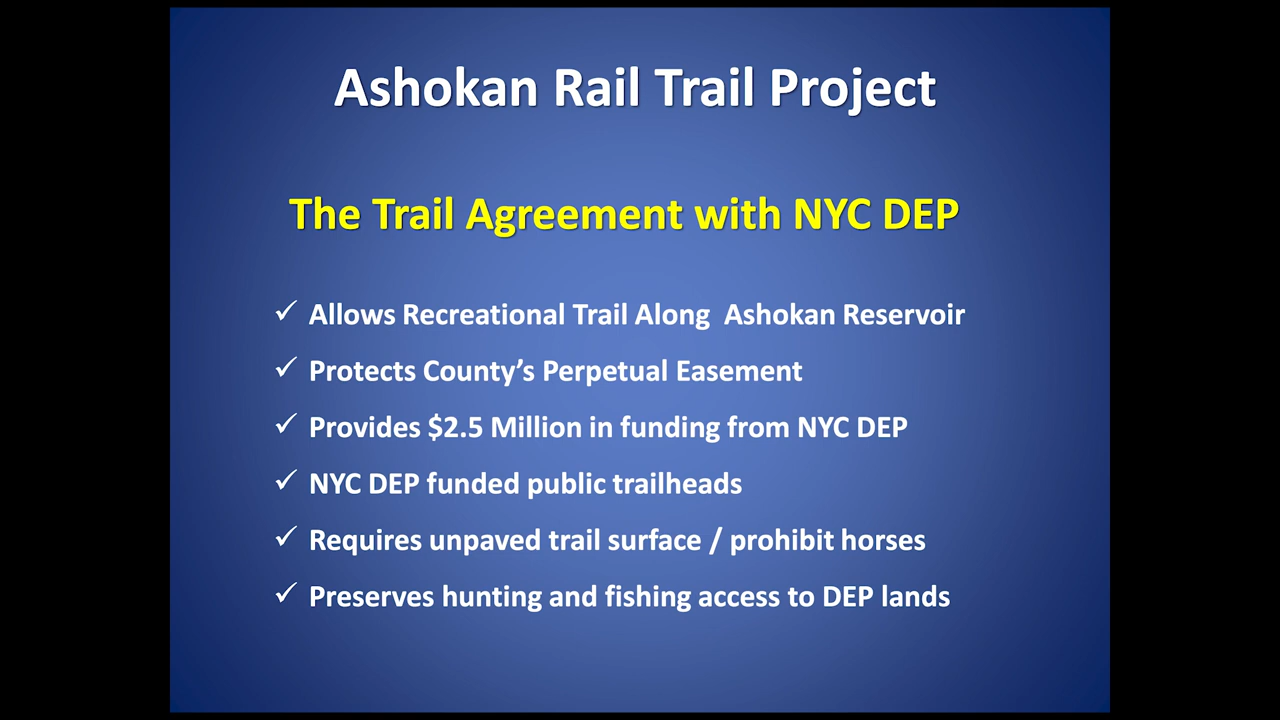 Ashokan Rail Trail Project
The Trail Agreement with NYC DEP
✓ Allows Recreational Trail Along  Ashokan Reservoir
✓ Protects County’s Perpetual Easement
✓ Provides $2.5 Million in funding from NYC DEP
✓ NYC DEP funded public trailheads
✓ Requires unpaved trail surface / prohibit horses
✓ Preserves hunting and fishing access to DEP lands